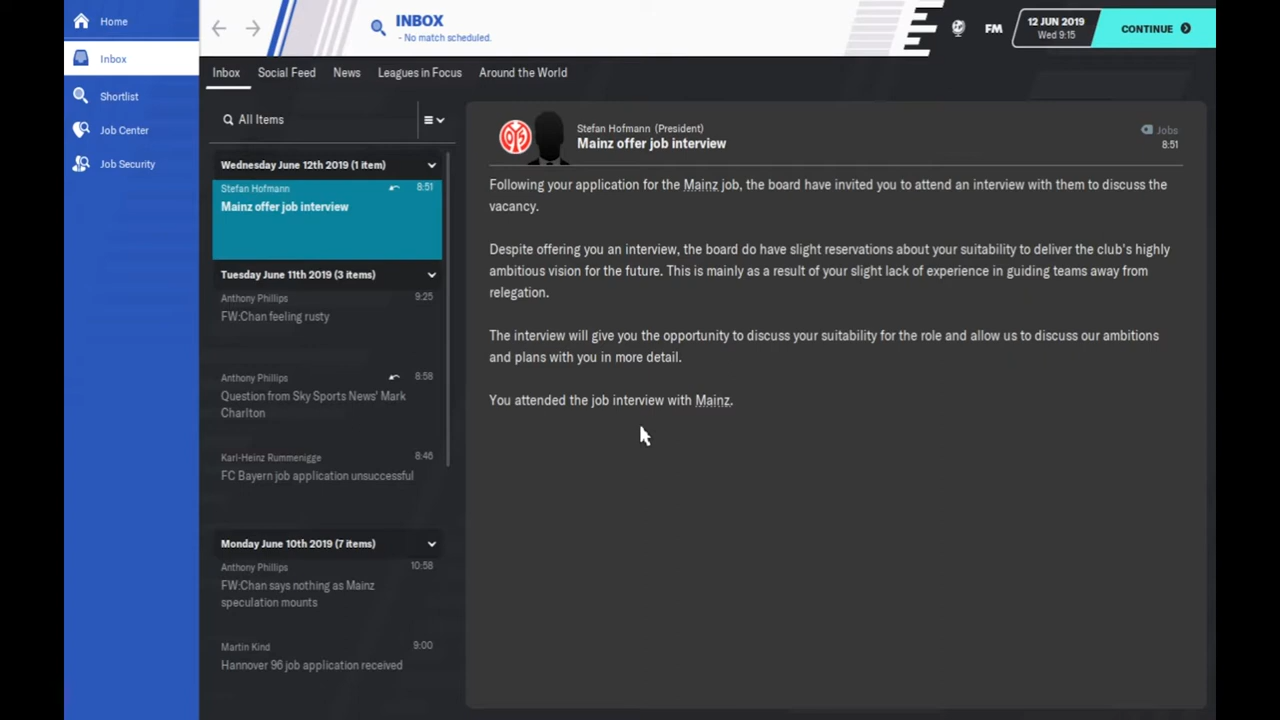 Home
Inbox
Shortlist
Job Center
Job Security
INBOX
- No match scheduled.
FM
12 JUN 2019
Wed 9:15
CONTINUE
Inbox Social Feed News Leagues in Focus Around the World
All Items
Wednesday June 12th 2019 (1 item)
Stefan Hofmann 8:51
Mainz offer job interview
Tuesday June 11th 2019 (3 items)
Anthony Phillips 9:25
FW:Chan feeling rusty
Anthony Phillips 8:58
Question from Sky Sports News' Mark
Charlton
Karl-Heinz Rummenigge 8:46
FC Bayern job application unsuccessful
Monday June 10th 2019 (7 items)
Anthony Phillips 10:58
FW:Chan says nothing as Mainz
speculation mounts
Martin Kind 9:00
Hannover 96 job application received
Stefan Hofmann (President)
Mainz offer job interview
Jobs
8:51
Following your application for the Mainz job, the board have invited you to attend an interview with them to discuss the
vacancy.
Despite offering you an interview, the board do have slight reservations about your suitability to deliver the club's highly
ambitious vision for the future. This is mainly as a result of your slight lack of experience in guiding teams away from
relegation.
The interview will give you the opportunity to discuss your suitability for the role and allow us to discuss our ambitions
and plans with you in more detail.
You attended the job interview with Mainz.